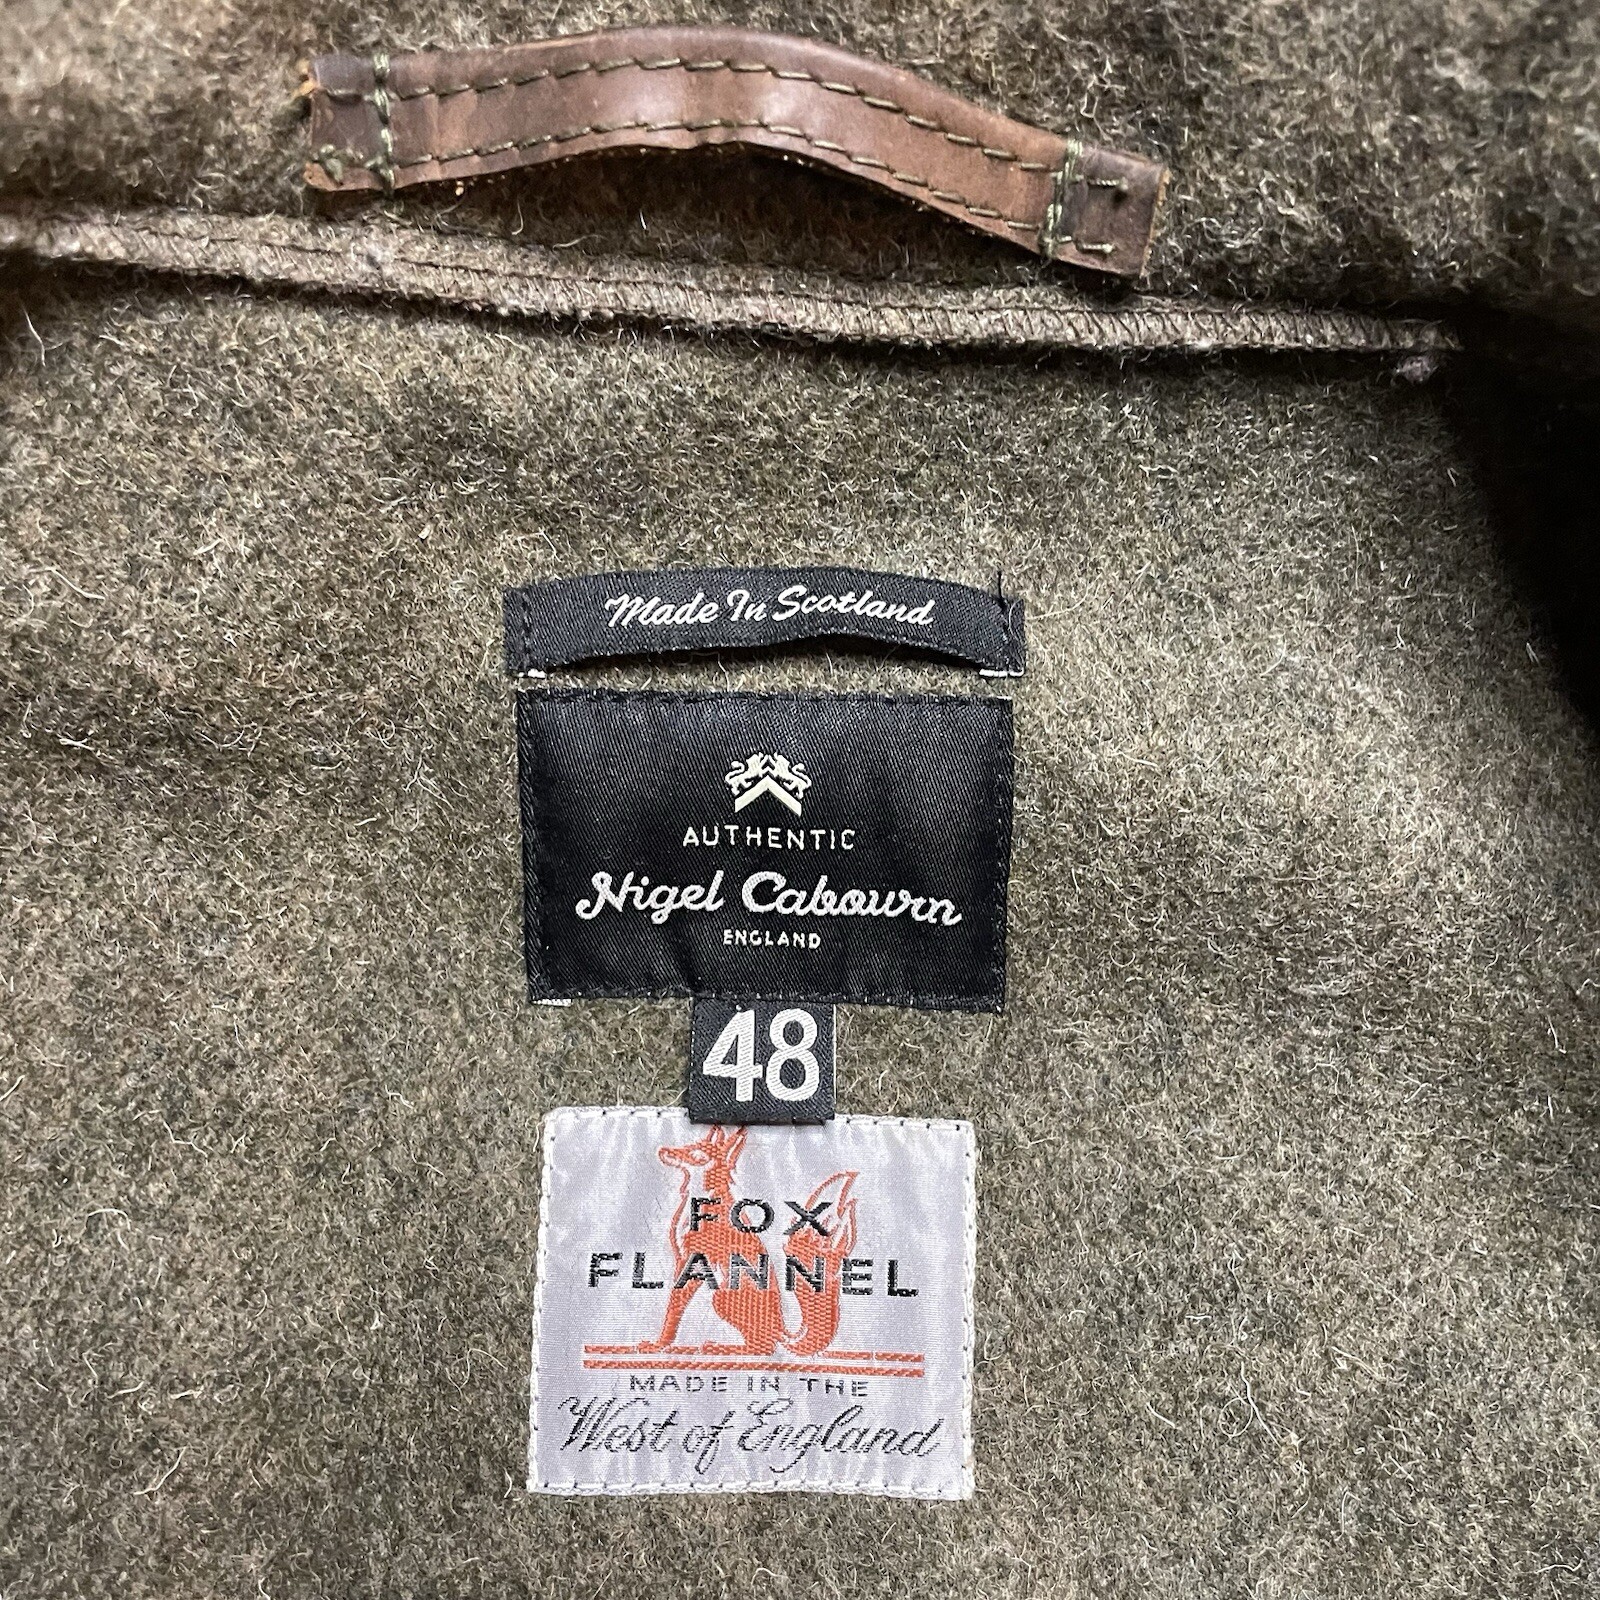 Made In Scotland
AUTHENTIC
Nigel Cabourn
ENGLAND
48
FOX
FLANNEL
MADE IN THE
West of England